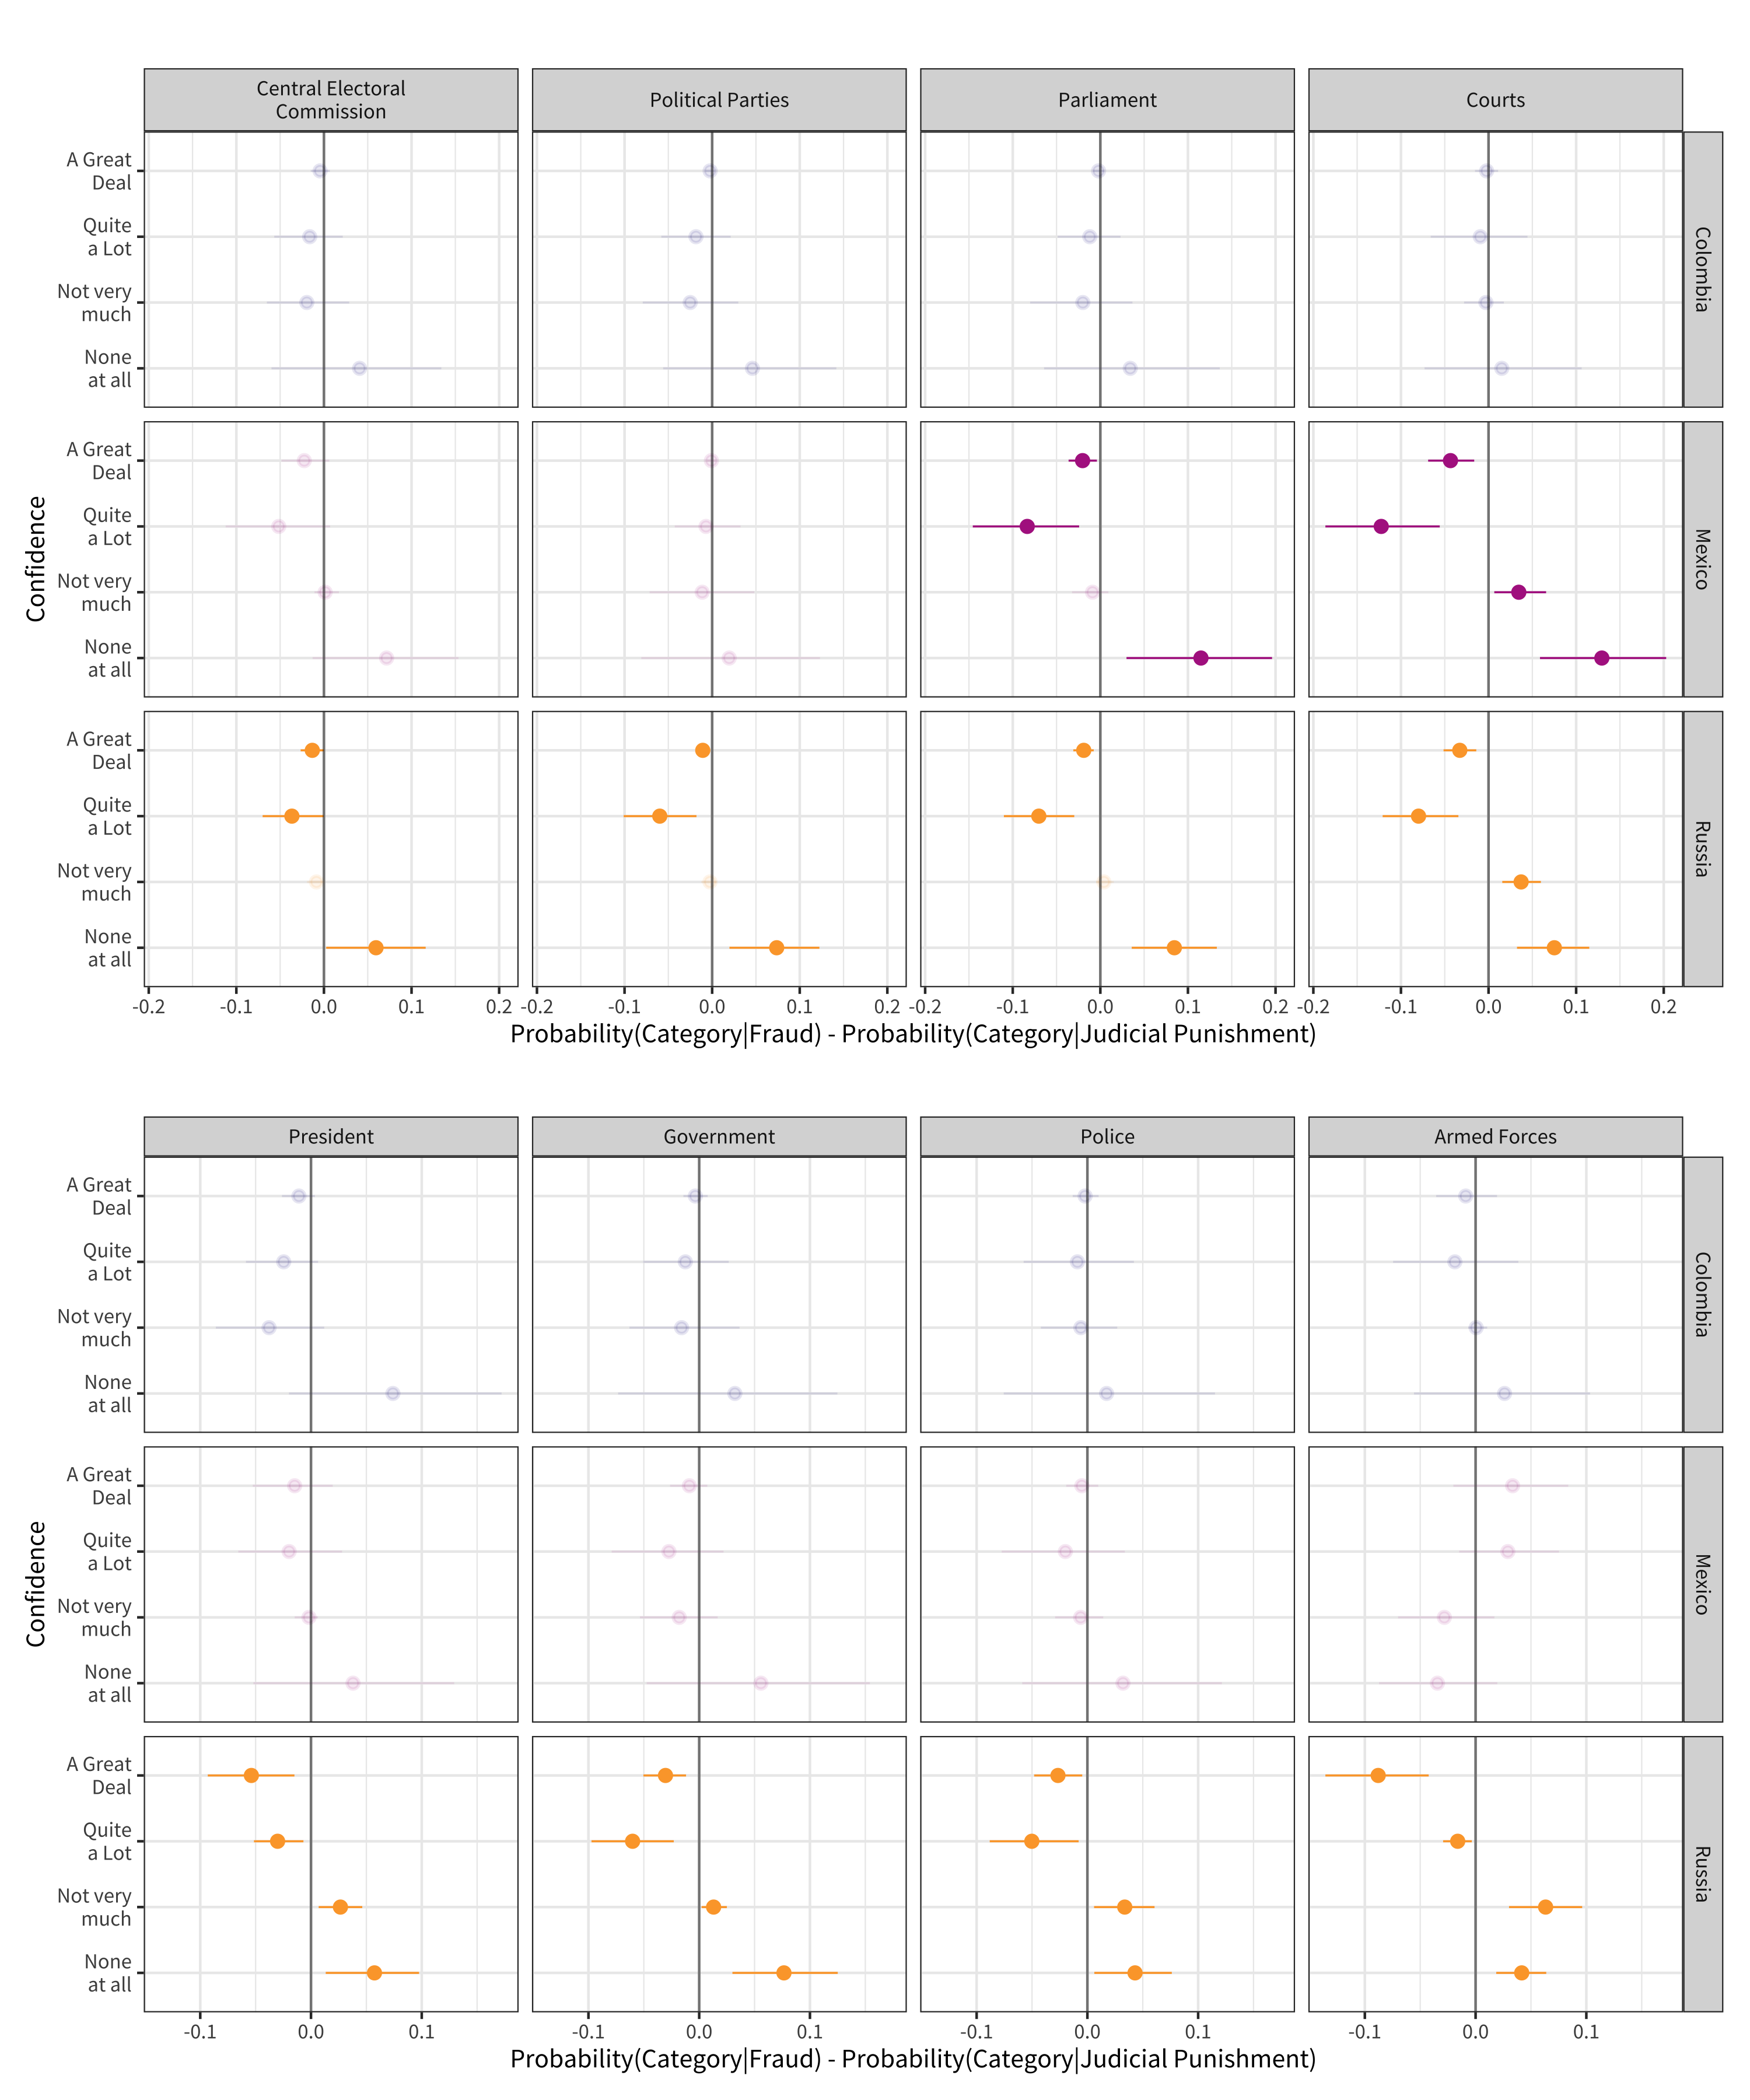 Central Electoral
Commission
Political Parties
Parliament
Courts
A Great
Deal
Quite
a Lot
Not very
much
None
at all
Colombia
A Great
Deal
Quite
a Lot
Not very
much
None
at all
Mexico
A Great
Deal
Quite
a Lot
Not very
much
None
at all
Russia
Confidence
-0.2 -0.1 0.0 0.1 0.2 -0.2 -0.1 0.0 0.1 0.2 -0.2 -0.1 0.0 0.1 0.2 -0.2 -0.1 0.0 0.1 0.2
Probability(Category|Fraud) - Probability(Category|Judicial Punishment)
President
Government
Police
Armed Forces
A Great
Deal
Quite
a Lot
Not very
much
None
at all
Colombia
A Great
Deal
Quite
a Lot
Not very
much
None
at all
Mexico
A Great
Deal
Quite
a Lot
Not very
much
None
at all
Russia
Confidence
-0.1 0.0 0.1 -0.1 0.0 0.1 -0.1 0.0 0.1 -0.1 0.0 0.1
Probability(Category|Fraud) - Probability(Category|Judicial Punishment)